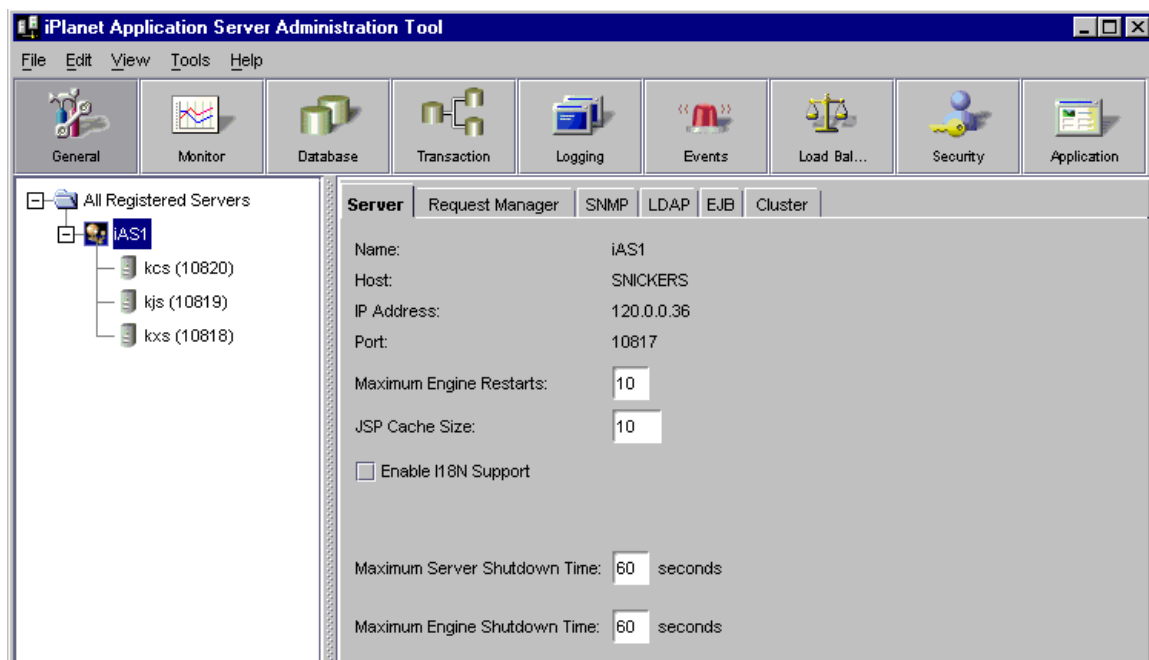 iPlanet Application Server Administration Tool
File Edit View Tools Help
General Monitor Database Transaction Logging Events Load Bal... Security Application
All Registered Servers
iAS1
kcs (10820)
kjs (10819)
kxs (10818)
Server Request Manager SNMP LDAP EJB Cluster
Name: iAS1
Host: SNICKERS
IP Address: 120.0.0.36
Port: 10817
Maximum Engine Restarts: 10
JSP Cache Size: 10
Enable I18N Support
Maximum Server Shutdown Time: 60 seconds
Maximum Engine Shutdown Time: 60 seconds